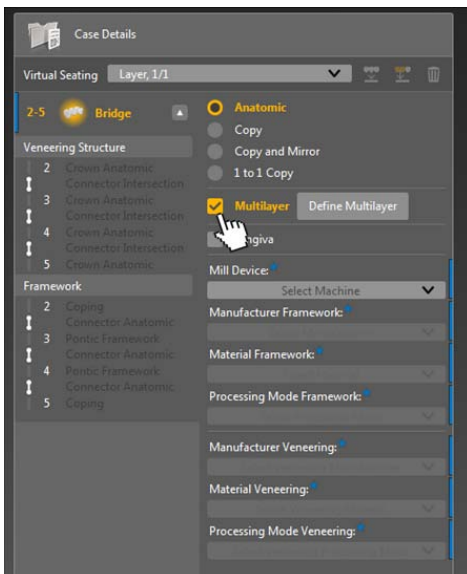 Case Details
Virtual Seating Layer, 1/1
2-5 Bridge
Veneering Structure
2 Crown Anatomic
Connector Intersection
3 Crown Anatomic
Connector Intersection
4 Crown Anatomic
Connector Intersection
5 Crown Anatomic
Framework
2 Coping
Connector Anatomic
3 Pontic Framework
Connector Anatomic
4 Pontic Framework
Connector Anatomic
5 Coping
Anatomic
Copy
Copy and Mirror
1 to 1 Copy
Multilayer Define Multilayer
Mill Device:*
Select Machine
Manufacturer Framework:*
Material Framework:*
Processing Mode Framework:*
Manufacturer Veneering:*
Material Veneering:*
Processing Mode Veneering:*